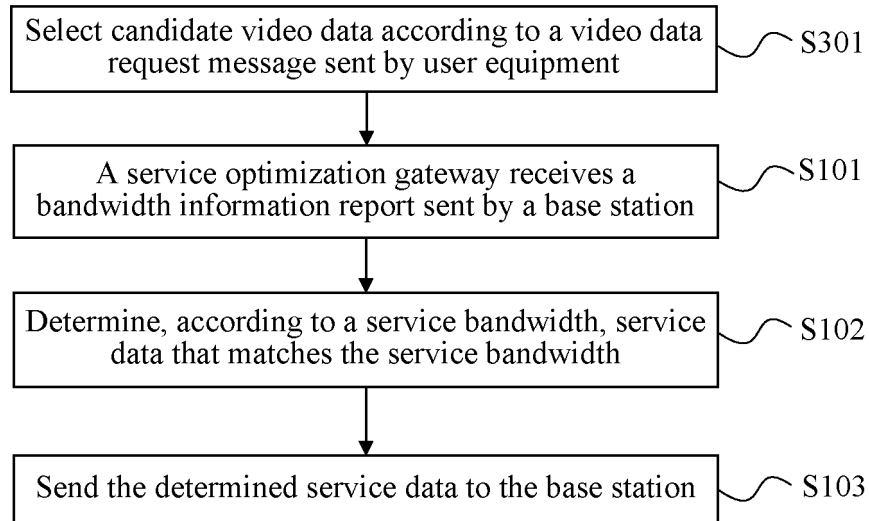 Select candidate video data according to a video data
request message sent by user equipment
S301
A service optimization gateway receives a
bandwidth information report sent by a base station
S101
Determine, according to a service bandwidth, service
data that matches the service bandwidth
S102
Send the determined service data to the base station
S103